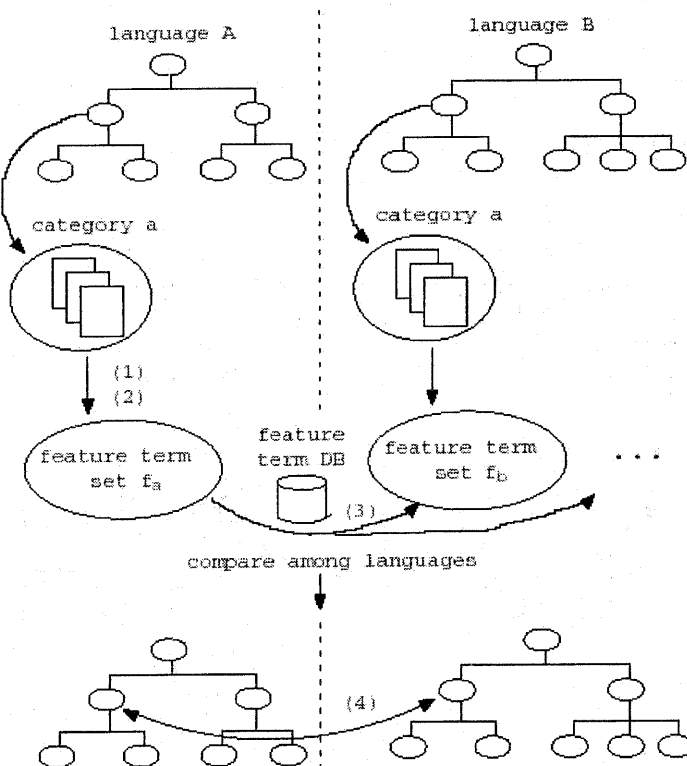 language A
language B
category a
category a
(1)
(2)
feature term
set fa
feature
term DB
feature term
set fb
...
(3)
compare among languages
(4)